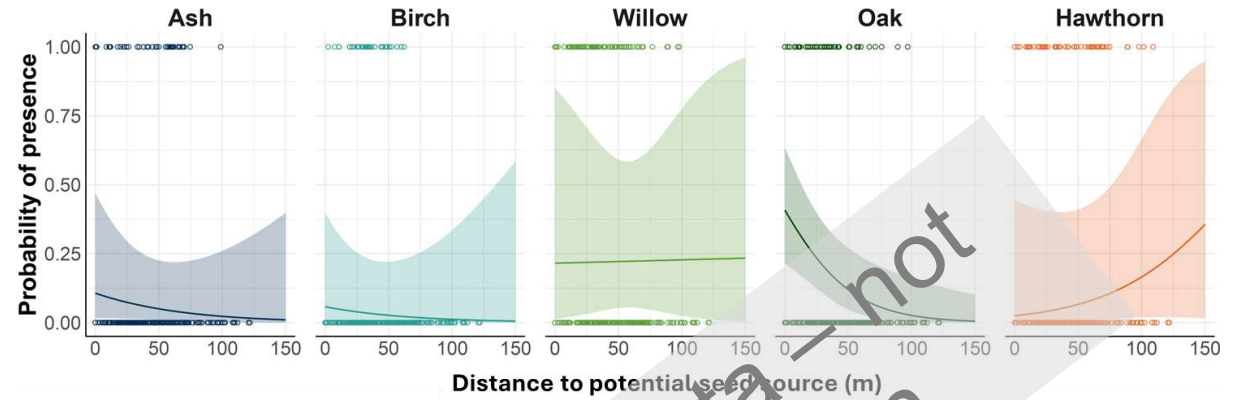 Ash Birch Willow Oak Hawthorn
Probability of presence
1.00
0.75
0.50
0.25
0.00
0 50 100 150 0 50 100 150 0 50 100 150 0 50 100 150 0 50 100 150
Distance to potential seed source (m)
ta_not